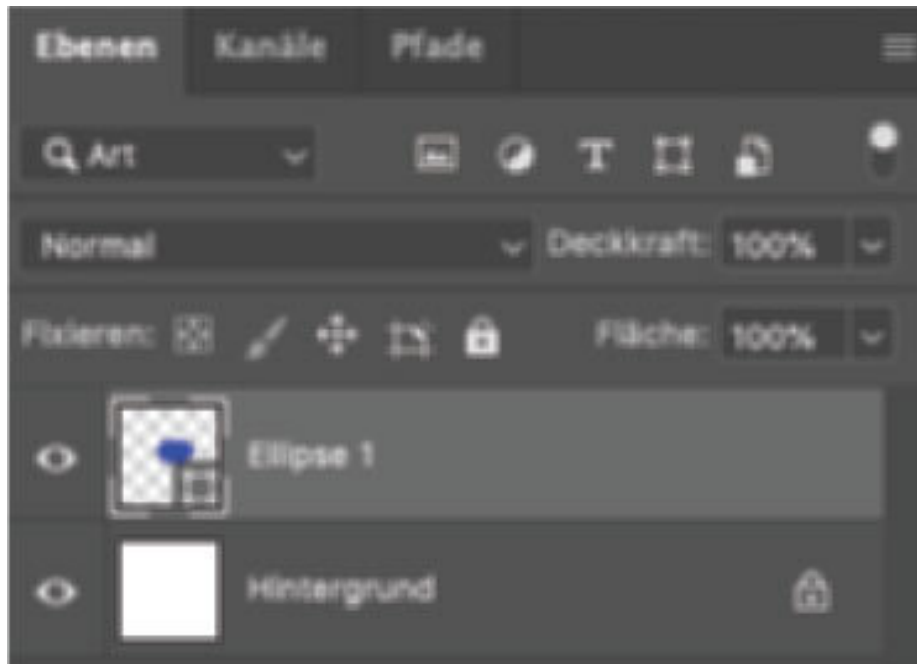 Ebenen Kanäle Pfade
Art
Normal Deckkraft: 100%
Fixieren: Fläche: 100%
Ellipse 1
Hintergrund